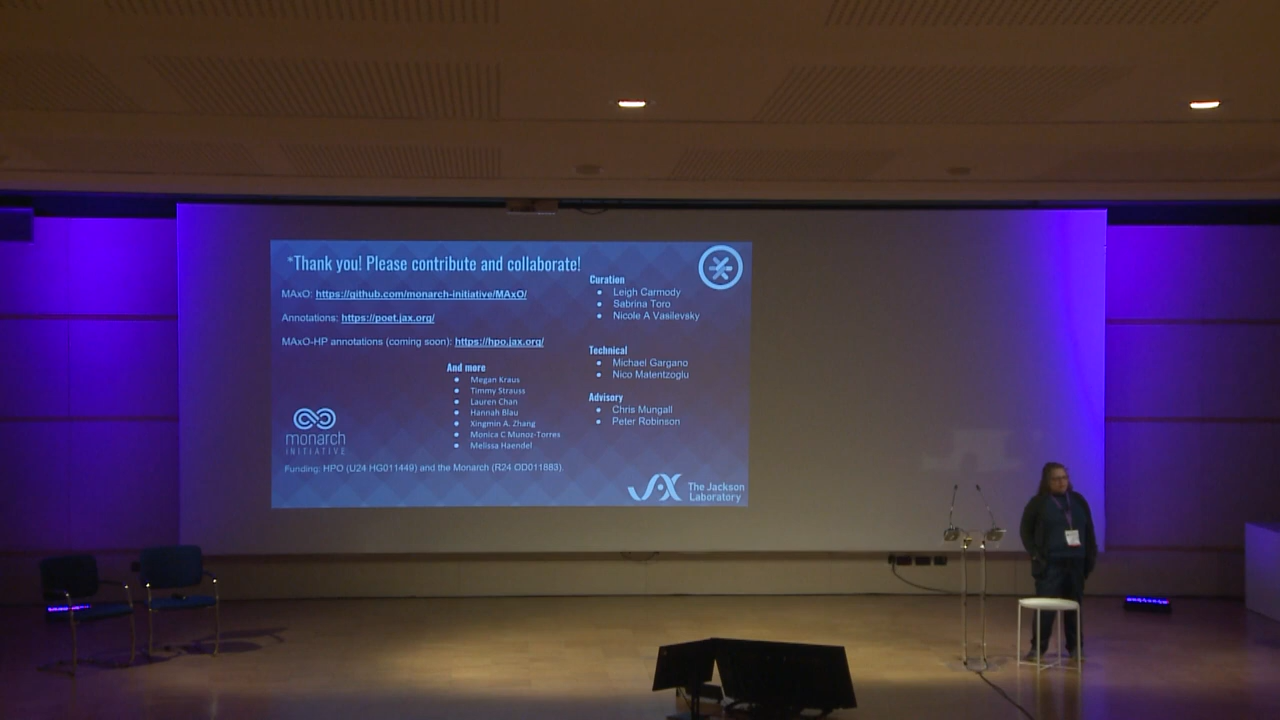 *Thank you! Please contribute and collaborate!
MAxO: https://github.com/monarch-initiative/MAxO/
Annotations: https://poet.jax.org/
MAxO-HP annotations (coming soon): https://hpo.jax.org/
And more
Megan Kraus
Timmy Strauss
Lauren Chan
Hannah Blau
Xingmin A. Zhang
Monica C Munoz-Torres
Melissa Haendel
Curation
Leigh Carmody
Sabrina Toro
Nicole A Vasilevsky
Technical
Michael Gargano
Nico Matentzoglu
Advisory
Chris Mungall
Peter Robinson
monarch
INITIATIVE
Funding: HPO (U24 HG011449) and the Monarch (R24 OD011883).
JAX The Jackson
Laboratory